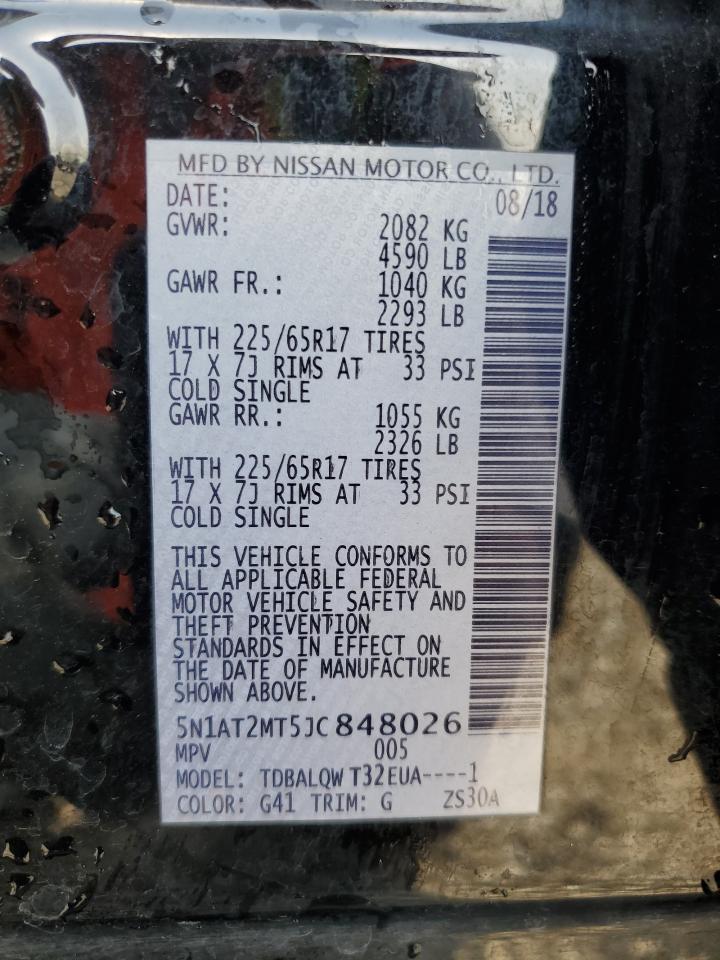 MFD BY NISSAN MOTOR CO., LTD.
DATE: 08/18
GVWR: 2082 KG
4590 LB
GAWR FR.: 1040 KG
2293 LB
WITH 225/65R17 TIRES
17 X 7J RIMS AT 33 PSI
COLD SINGLE
GAWR RR.: 1055 KG
2326 LB
WITH 225/65R17 TIRES
17 X 7J RIMS AT 33 PSI
COLD SINGLE
THIS VEHICLE CONFORMS TO
ALL APPLICABLE FEDERAL
MOTOR VEHICLE SAFETY AND
THEFT PREVENTION
STANDARDS IN EFFECT ON
THE DATE OF MANUFACTURE
SHOWN ABOVE.
5N1AT2MT5JC848026
MPV 005
MODEL: TDBALQW T32EUA----1
COLOR: G41 TRIM: G ZS30A